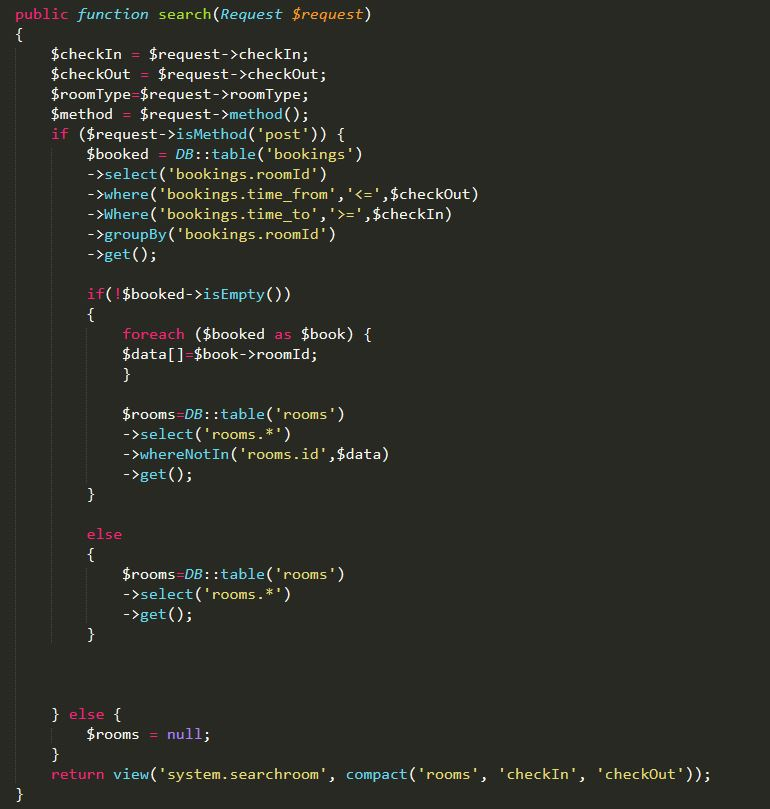 public function search(Request $request)
{
    $checkIn = $request->checkIn;
    $checkOut = $request->checkOut;
    $roomType=$request->roomType;
    $method = $request->method();
    if ($request->isMethod('post')) {
        $booked = DB::table('bookings')
        ->select('bookings.roomId')
        ->where('bookings.time_from','<=',$checkOut)
        ->Where('bookings.time_to','>=',$checkIn)
        ->groupBy('bookings.roomId')
        ->get();

        if(!$booked->isEmpty())
        {
            foreach ($booked as $book) {
            $data[]=$book->roomId;
            }

            $rooms=DB::table('rooms')
            ->select('rooms.*')
            ->whereNotIn('rooms.id',$data)
            ->get();
        }

        else
        {
            $rooms=DB::table('rooms')
            ->select('rooms.*')
            ->get();
        }

    } else {
        $rooms = null;
    }
    return view('system.searchroom', compact('rooms', 'checkIn', 'checkOut'));
}